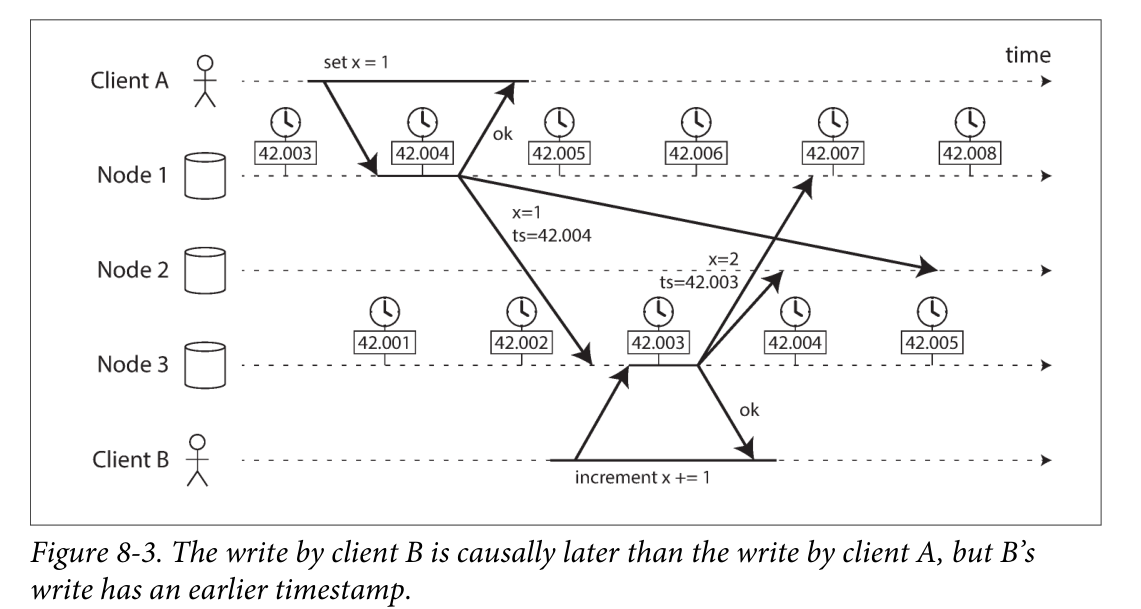 time
set x = 1
Client A
ok
42.003 42.004 42.005 42.006 42.007 42.008
Node 1
x=1
ts=42.004
x=2
ts=42.003
Node 2
42.001 42.002 42.003 42.004 42.005
Node 3
ok
Client B
increment x += 1
Figure 8-3. The write by client B is causally later than the write by client A, but B’s
write has an earlier timestamp.